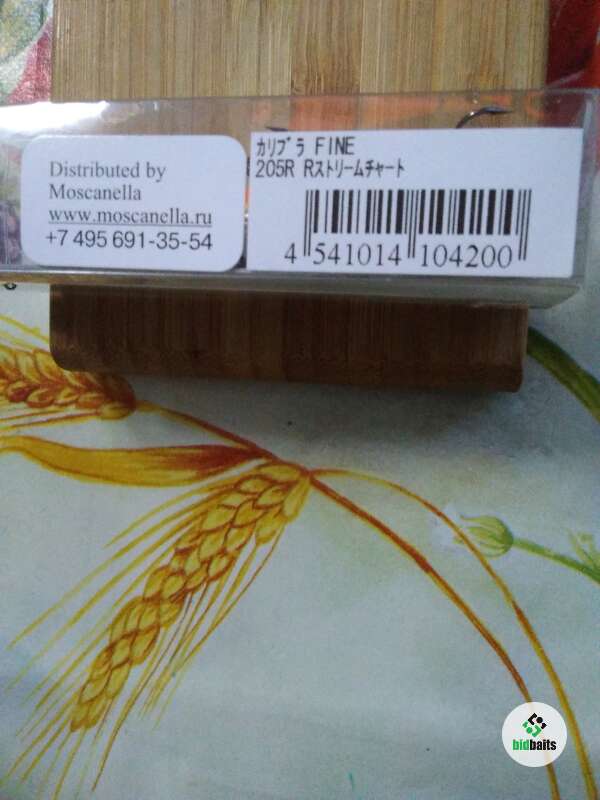 Distributed by
Moscanella
www.moscanella.ru
+7 495 691-35-54
ｶﾘﾌﾞﾗ FINE
205R Rｽﾄﾘｰﾑﾁｬｰﾄ
4 541014 104200
bidbaits